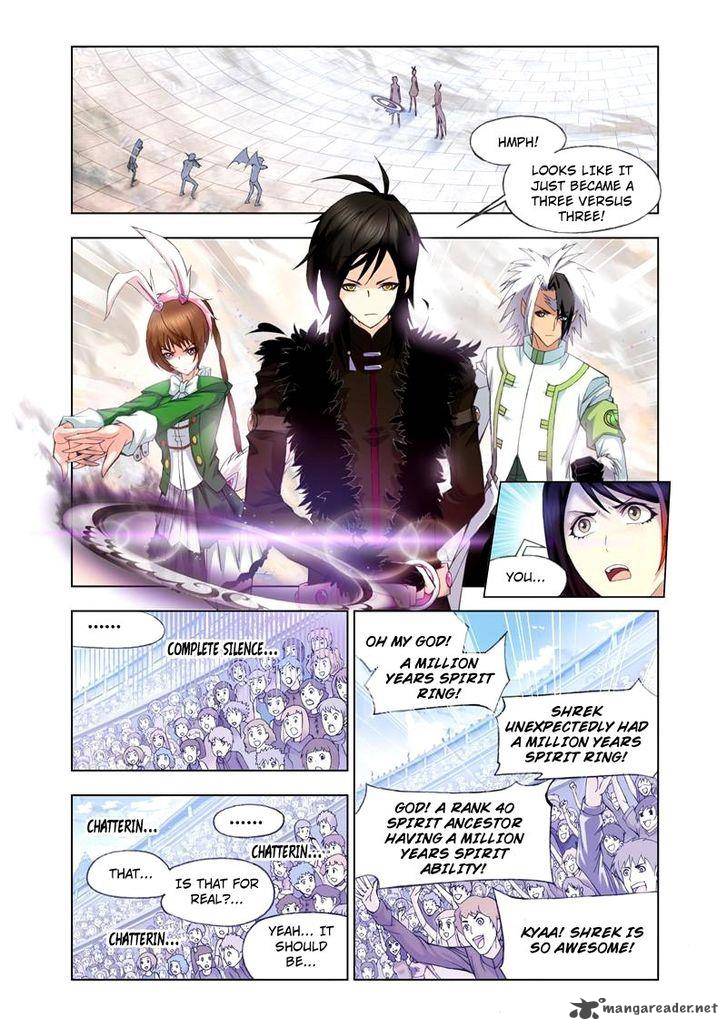 HMPH!
LOOKS LIKE IT
JUST BECAME A
THREE VERSUS
THREE!
YOU...
......
COMPLETE SILENCE...
OH MY GOD!
A MILLION
YEARS SPIRIT
RING!
SHREK
UNEXPECTEDLY HAD
A MILLION YEARS
SPIRIT RING!
CHATTERIN...
......
CHATTERIN...
THAT...
IS THAT FOR
REAL?...
CHATTERIN...
YEAH... IT
SHOULD
BE...
GOD! A RANK 40
SPIRIT ANCESTOR
HAVING A MILLION
YEARS SPIRIT
ABILITY!
KYAA! SHREK IS
SO AWESOME!
mangareader.net